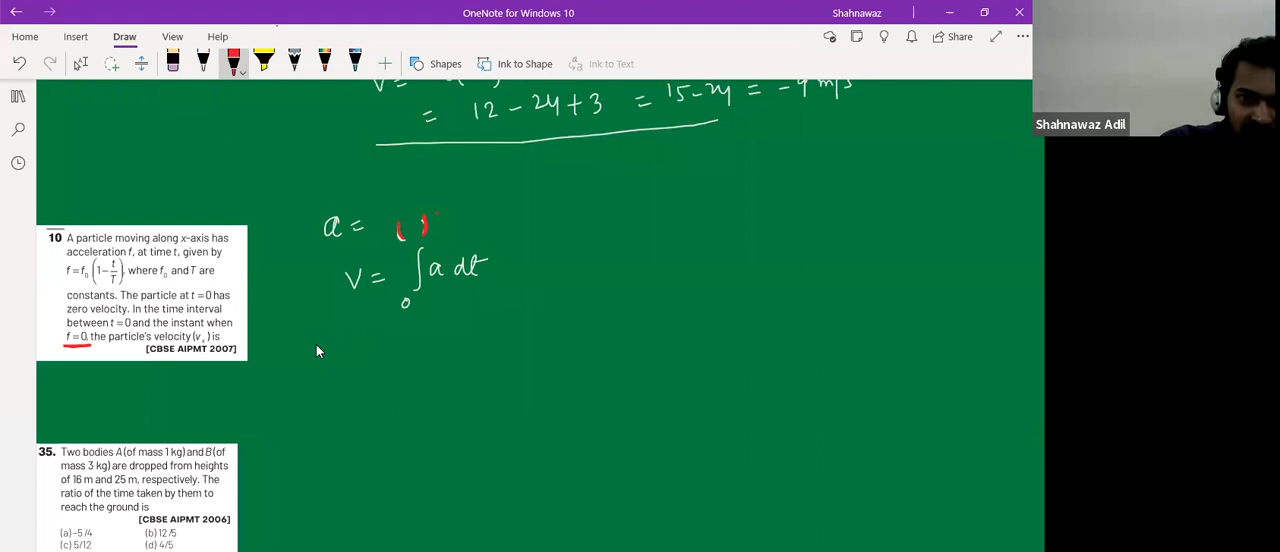 OneNote for Windows 10
Shahnawaz
Home Insert Draw View Help
Share
Shapes
Ink to Shape
Ink to Text
Shahnawaz Adil
= 12 - 24 + 3 = 15 - 24 = - 9 m/s
a = ( )
V = ∫ a dt
0
10 A particle moving along x-axis has
acceleration f, at time t, given by
f = f₀ (1 - t/T), where f₀ and T are
constants. The particle at t = 0 has
zero velocity. In the time interval
between t = 0 and the instant when
f = 0, the particle's velocity (vₓ) is
[CBSE AIPMT 2007]
35. Two bodies A (of mass 1 kg) and B (of
mass 3 kg) are dropped from heights
of 16 m and 25 m, respectively. The
ratio of the time taken by them to
reach the ground is
[CBSE AIPMT 2006]
(a) -5/4 (b) 12/5
(c) 5/12 (d) 4/5